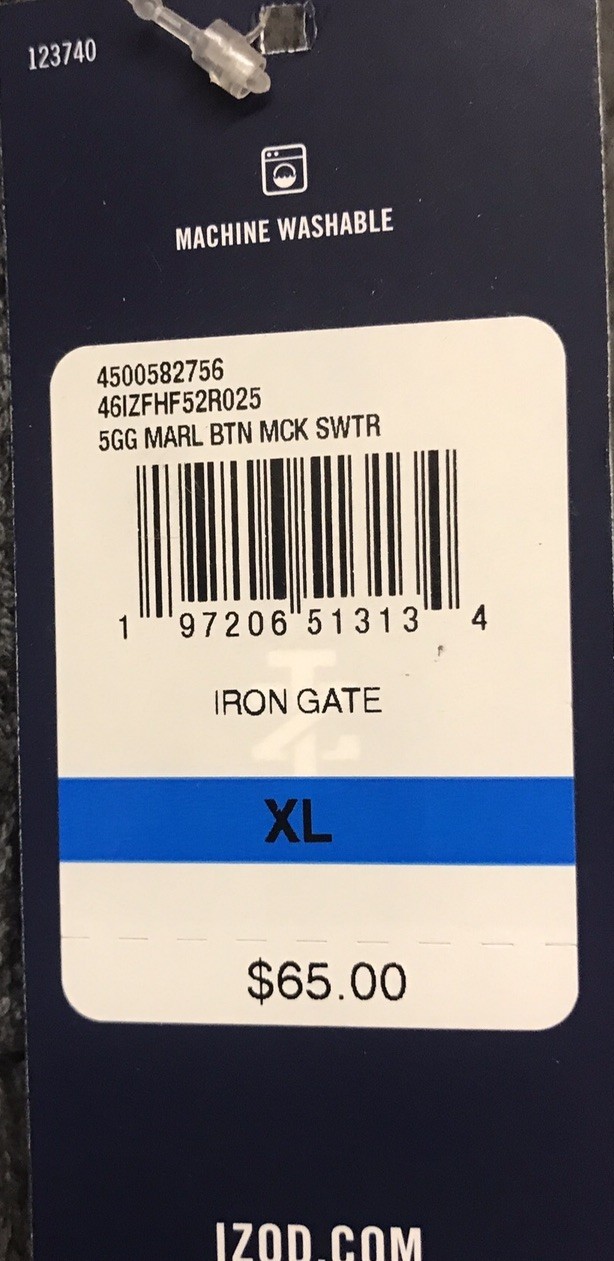 123740
MACHINE WASHABLE
4500582756
46IZFHF52R025
5GG MARL BTN MCK SWTR
1 97206 51313 4
IRON GATE
XL
$65.00
IZOD.COM